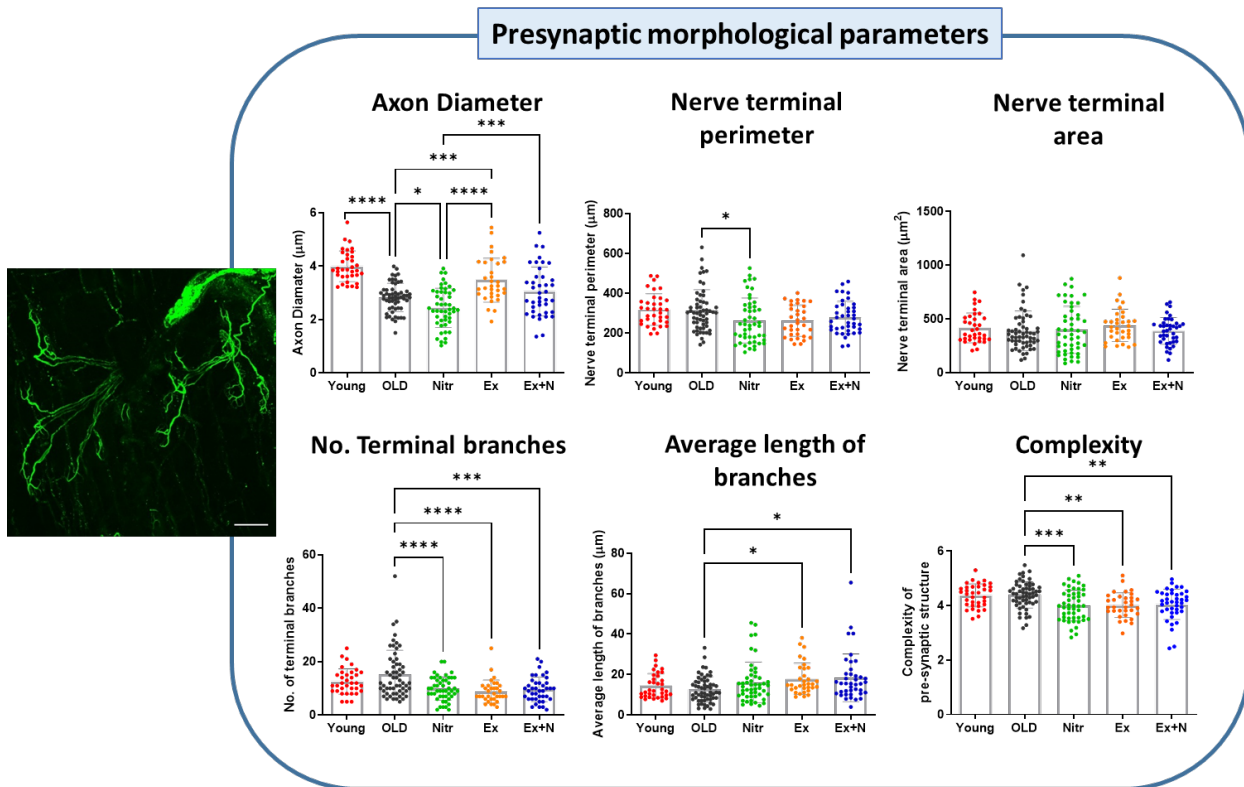 Presynaptic morphological parameters
Axon Diameter
***
***
****
*
****
Axon Diameter (μm)
6
4
2
0
Young OLD Nitr Ex Ex+N
Nerve terminal
perimeter
*
Nerve terminal perimeter (μm)
800
600
400
200
0
Young OLD Nitr Ex Ex+N
Nerve terminal
area
Nerve terminal area (μm²)
1500
1000
500
0
Young OLD Nitr Ex Ex+N
No. Terminal branches
***
****
****
No. of terminal branches
60
40
20
0
Young OLD Nitr Ex Ex+N
Average length of
branches
*
*
Average length of branches (μm)
80
60
40
20
0
Young OLD Nitr Ex Ex+N
Complexity
**
**
***
Complexity of
pre-synaptic structure
6
4
2
0
Young OLD Nitr Ex Ex+N